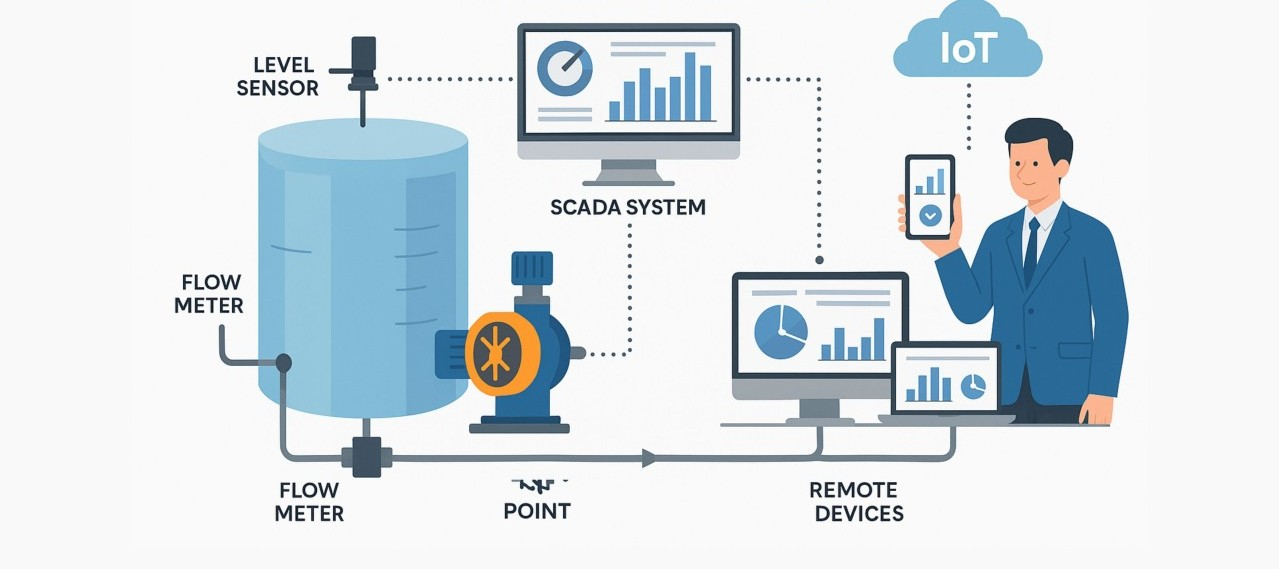 LEVEL
SENSOR
IoT
SCADA SYSTEM
FLOW
METER
FLOW
METER
POINT
REMOTE
DEVICES